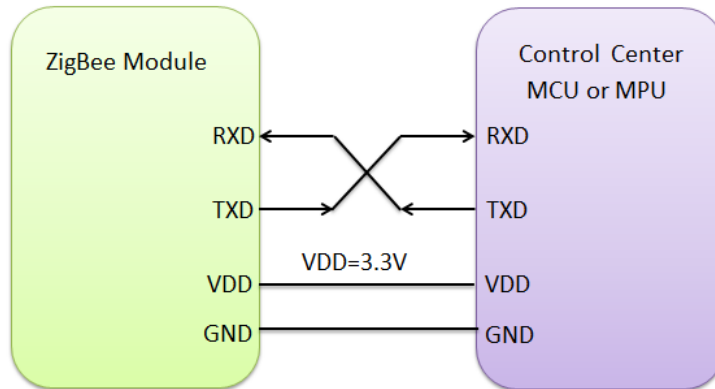 ZigBee Module
Control Center
MCU or MPU
RXD
RXD
TXD
TXD
VDD=3.3V
VDD
VDD
GND
GND